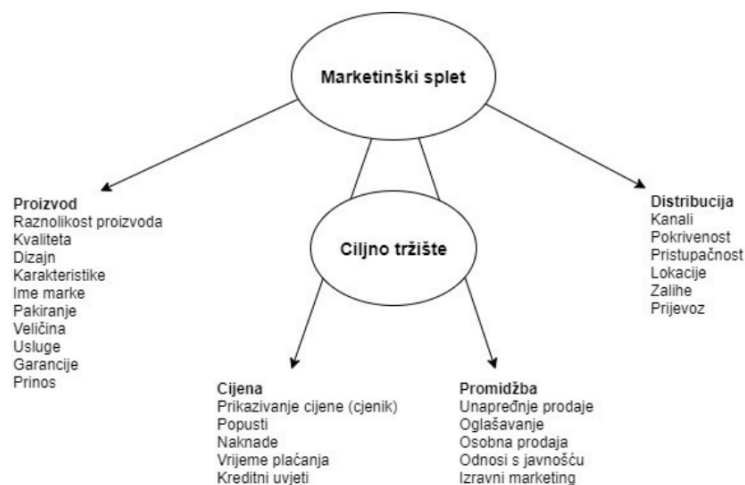 Marketinški splet
Ciljno tržište
Proizvod
Raznolikost proizvoda
Kvaliteta
Dizajn
Karakteristike
Ime marke
Pakiranje
Veličina
Usluge
Garancije
Prinos
Cijena
Prikazivanje cijene (cjenik)
Popusti
Naknade
Vrijeme plaćanja
Kreditni uvjeti
Promidžba
Unapređnje prodaje
Oglašavanje
Osobna prodaja
Odnosi s javnošću
Izravni marketing
Distribucija
Kanali
Pokrivenost
Pristupačnost
Lokacije
Zalihe
Prijevoz